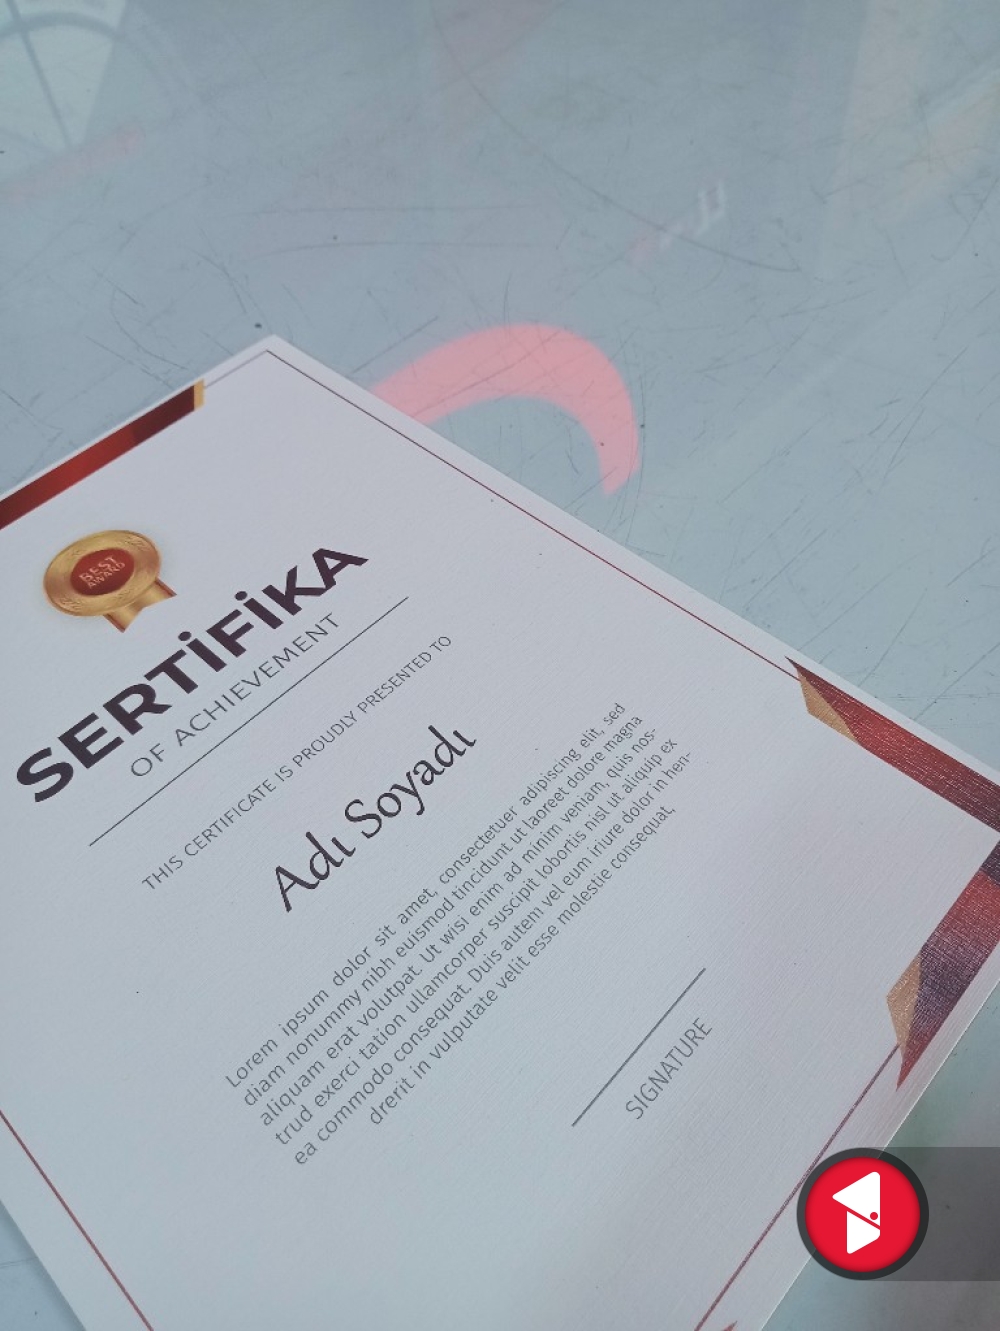 BEST
AWARD
SERTİFİKA
OF ACHIEVEMENT
THIS CERTIFICATE IS PROUDLY PRESENTED TO
Adı Soyadı
Lorem ipsum dolor sit amet, consectetuer adipiscing elit, sed
diam nonummy nibh euismod tincidunt ut laoreet dolore magna
aliquam erat volutpat. Ut wisi enim ad minim veniam, quis nos-
trud exerci tation ullamcorper suscipit lobortis nisl ut aliquip ex
ea commodo consequat. Duis autem vel eum iriure dolor in hen-
drerit in vulputate velit esse molestie consequat,
SIGNATURE